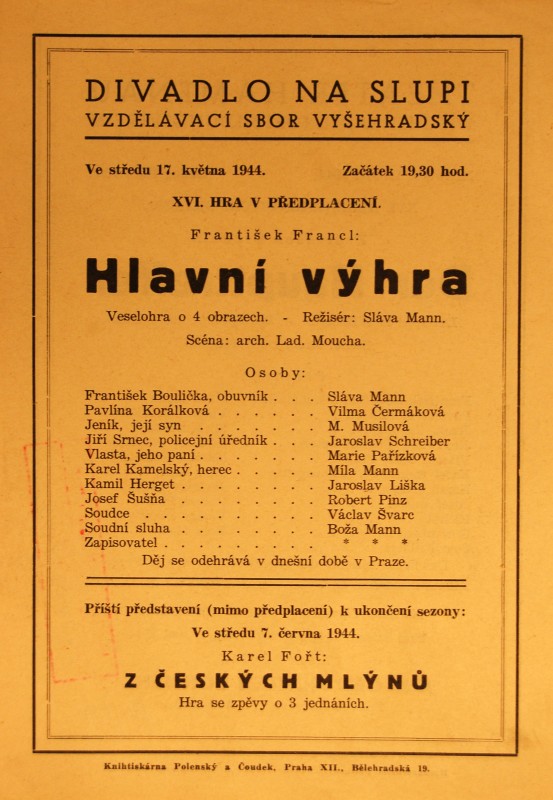 DIVADLO NA SLUPI
VZDĚLÁVACÍ SBOR VYŠEHRADSKÝ
Ve středu 17. května 1944. Začátek 19,30 hod.
XVI. HRA V PŘEDPLACENÍ.
František Francl:
Hlavní výhra
Veselohra o 4 obrazech. - Režisér: Sláva Mann.
Scéna: arch. Lad. Moucha.
Osoby:
František Boulička, obuvník . . . Sláva Mann
Pavlína Korálková . . . . . . Vilma Čermáková
Jeník, její syn . . . . . . . M. Musilová
Jiří Srnec, policejní úředník . . . Jaroslav Schreiber
Vlasta, jeho paní . . . . . . . Marie Pařízková
Karel Kamelský, herec . . . . . Míla Mann
Kamil Herget . . . . . . . . Jaroslav Liška
Josef Šušňa . . . . . . . . Robert Pinz
Soudce . . . . . . . . . Václav Švarc
Soudní sluha . . . . . . . . Boža Mann
Zapisovatel . . . . . . . . . * * *
Děj se odehrává v dnešní době v Praze.
Příští představení (mimo předplacení) k ukončení sezony:
Ve středu 7. června 1944.
Karel Fořt:
Z ČESKÝCH MLÝNŮ
Hra se zpěvy o 3 jednáních.
Knihtiskárna Polenský a Čoudek, Praha XII., Bělehradská 19.